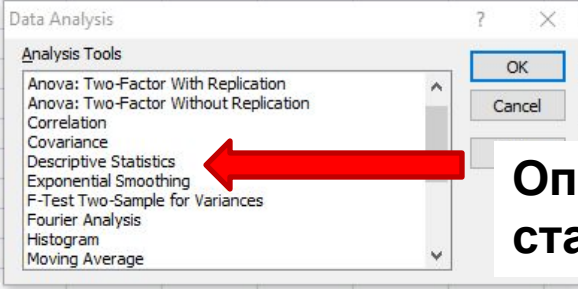 Data Analysis ?
Analysis Tools
Anova: Two-Factor With Replication
Anova: Two-Factor Without Replication
Correlation
Covariance
Descriptive Statistics
Exponential Smoothing
F-Test Two-Sample for Variances
Fourier Analysis
Histogram
Moving Average
OK
Cancel